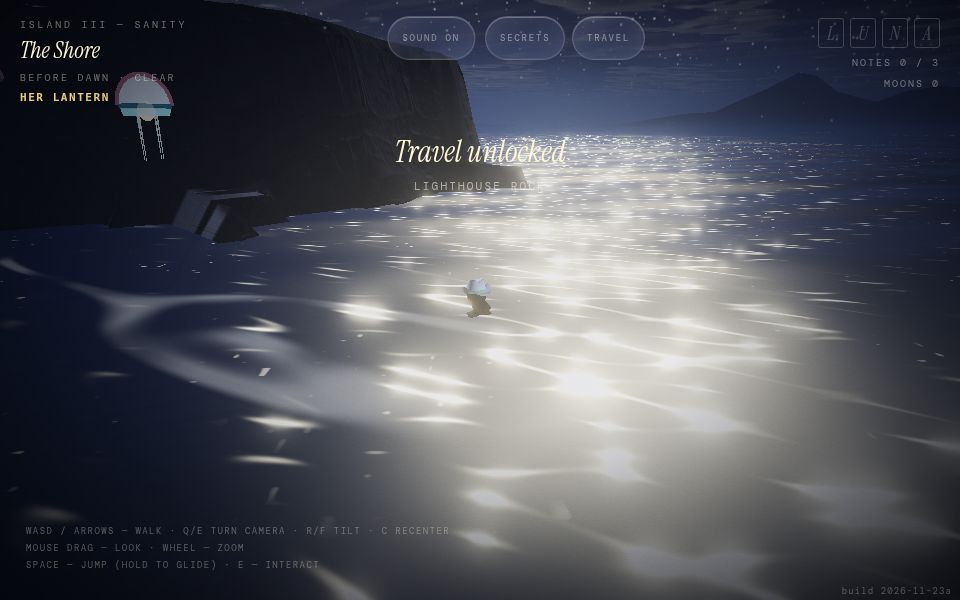 ISLAND III — SANITY
The Shore
BEFORE DAWN · CLEAR
HER LANTERN
SOUND ON
SECRETS
TRAVEL
L U N A
NOTES 0 / 3
MOONS 0
Travel unlocked
LIGHTHOUSE ROCK
WASD / ARROWS — WALK · Q/E TURN CAMERA · R/F TILT · C RECENTER
MOUSE DRAG — LOOK · WHEEL — ZOOM
SPACE — JUMP (HOLD TO GLIDE) · E — INTERACT
build 2026-11-23a